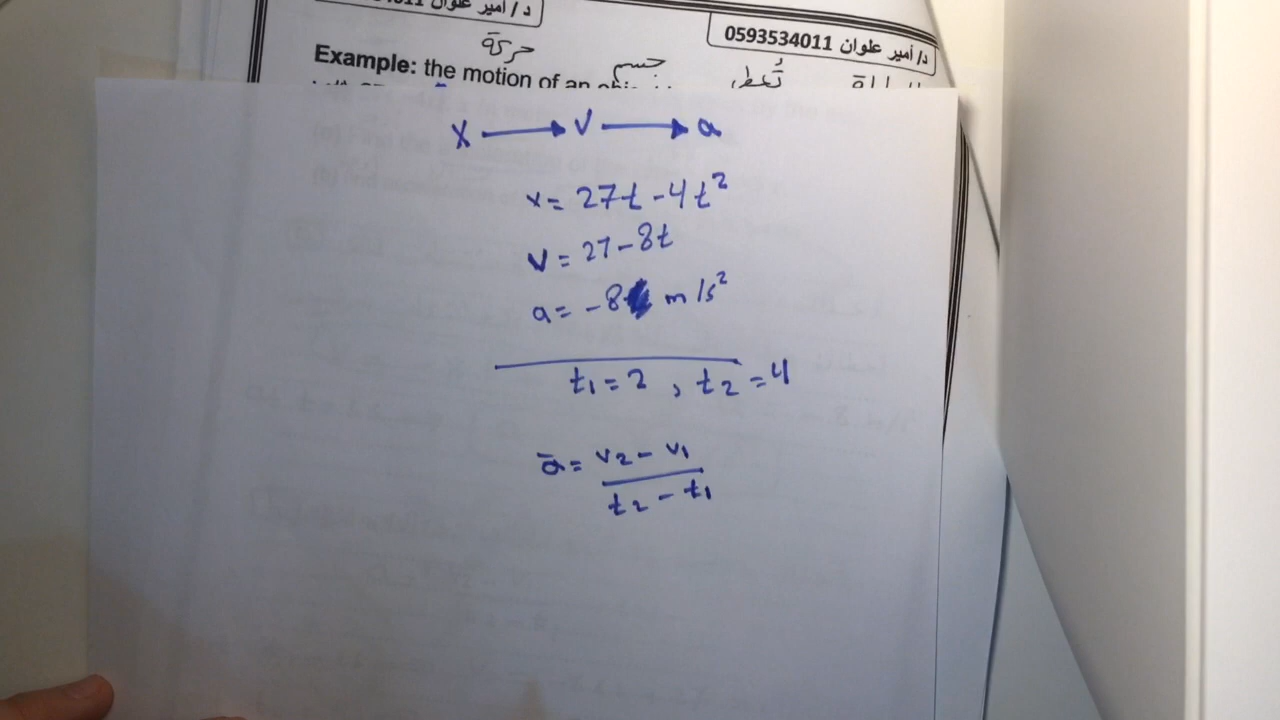 د/ أمير علوان
د/ أمير علوان 0593534011
حركة
جسم
Example: the motion of an
x → v → a
x = 27t - 4t²
v = 27 - 8t
a = -8 m/s²
t₁ = 2 , t₂ = 4
ā = v₂ - v₁
t₂ - t₁